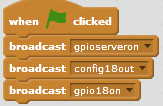 when clicked
broadcast gpioserveron
broadcast config18out
broadcast gpio18on